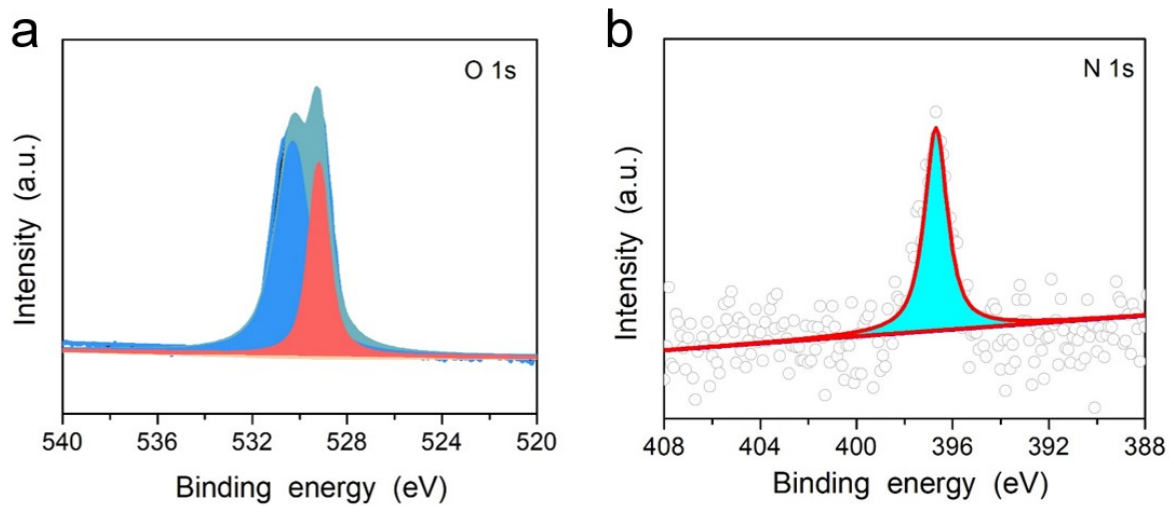 a
O 1s
Intensity (a.u.)
540 536 532 528 524 520
Binding energy (eV)
b
N 1s
Intensity (a.u.)
408 404 400 396 392 388
Binding energy (eV)